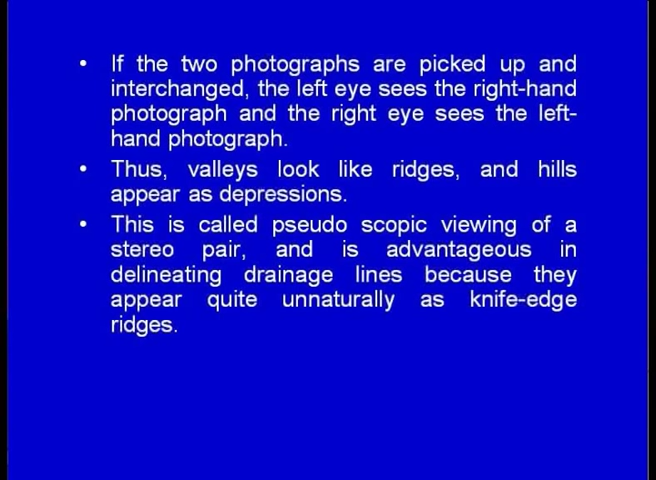 • If the two photographs are picked up and
interchanged, the left eye sees the right-hand
photograph and the right eye sees the left-
hand photograph.
• Thus, valleys look like ridges, and hills
appear as depressions.
• This is called pseudo scopic viewing of a
stereo pair, and is advantageous in
delineating drainage lines because they
appear quite unnaturally as knife-edge
ridges.